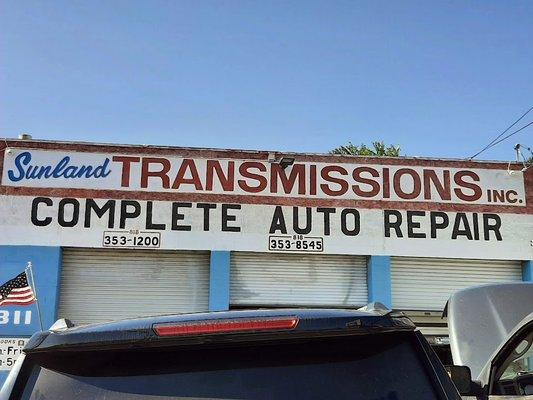 Sunland TRANSMISSIONS INC.
COMPLETE AUTO REPAIR
818
353-1200
818
353-8545
311